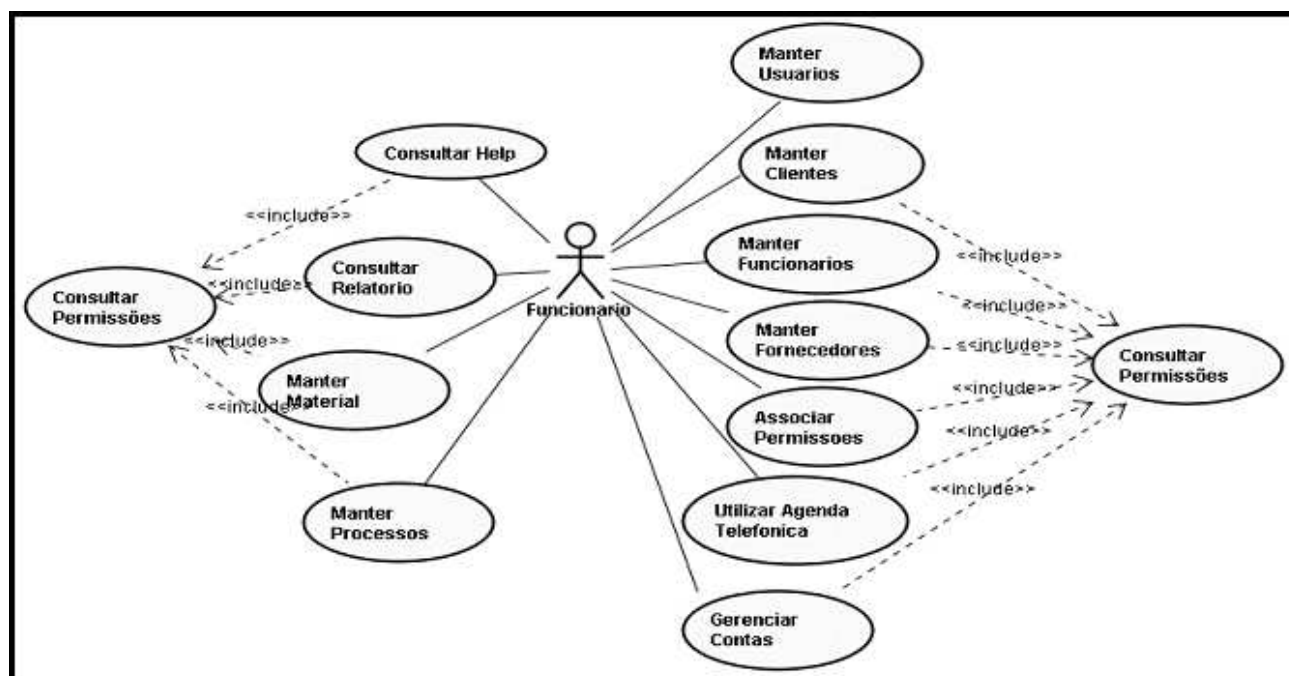 Manter
Usuarios
Consultar Help
Manter
Clientes
<<include>>
Manter
Funcionarios
<<include>>
Consultar
Relatorio
<<include>>
Consultar
Permissões
Funcionario
<<include>>
Manter
Fornecedores
<<include>>
<<include>>
Consultar
Permissões
Manter
Material
<<include>>
Associar
Permissoes
<<include>>
<<include>>
Manter
Processos
Utilizar Agenda
Telefonica
<<include>>
Gerenciar
Contas